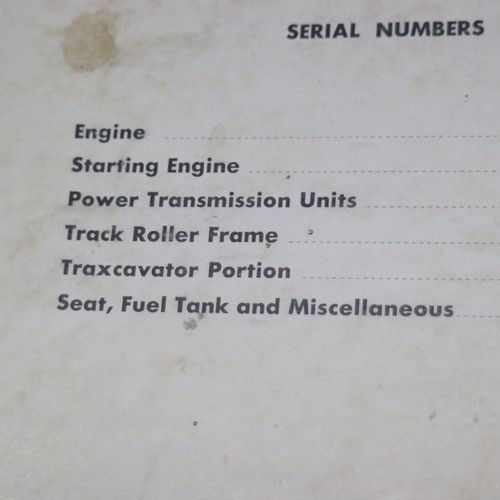 SERIAL NUMBERS
Engine
Starting Engine
Power Transmission Units
Track Roller Frame
Traxcavator Portion
Seat, Fuel Tank and Miscellaneous